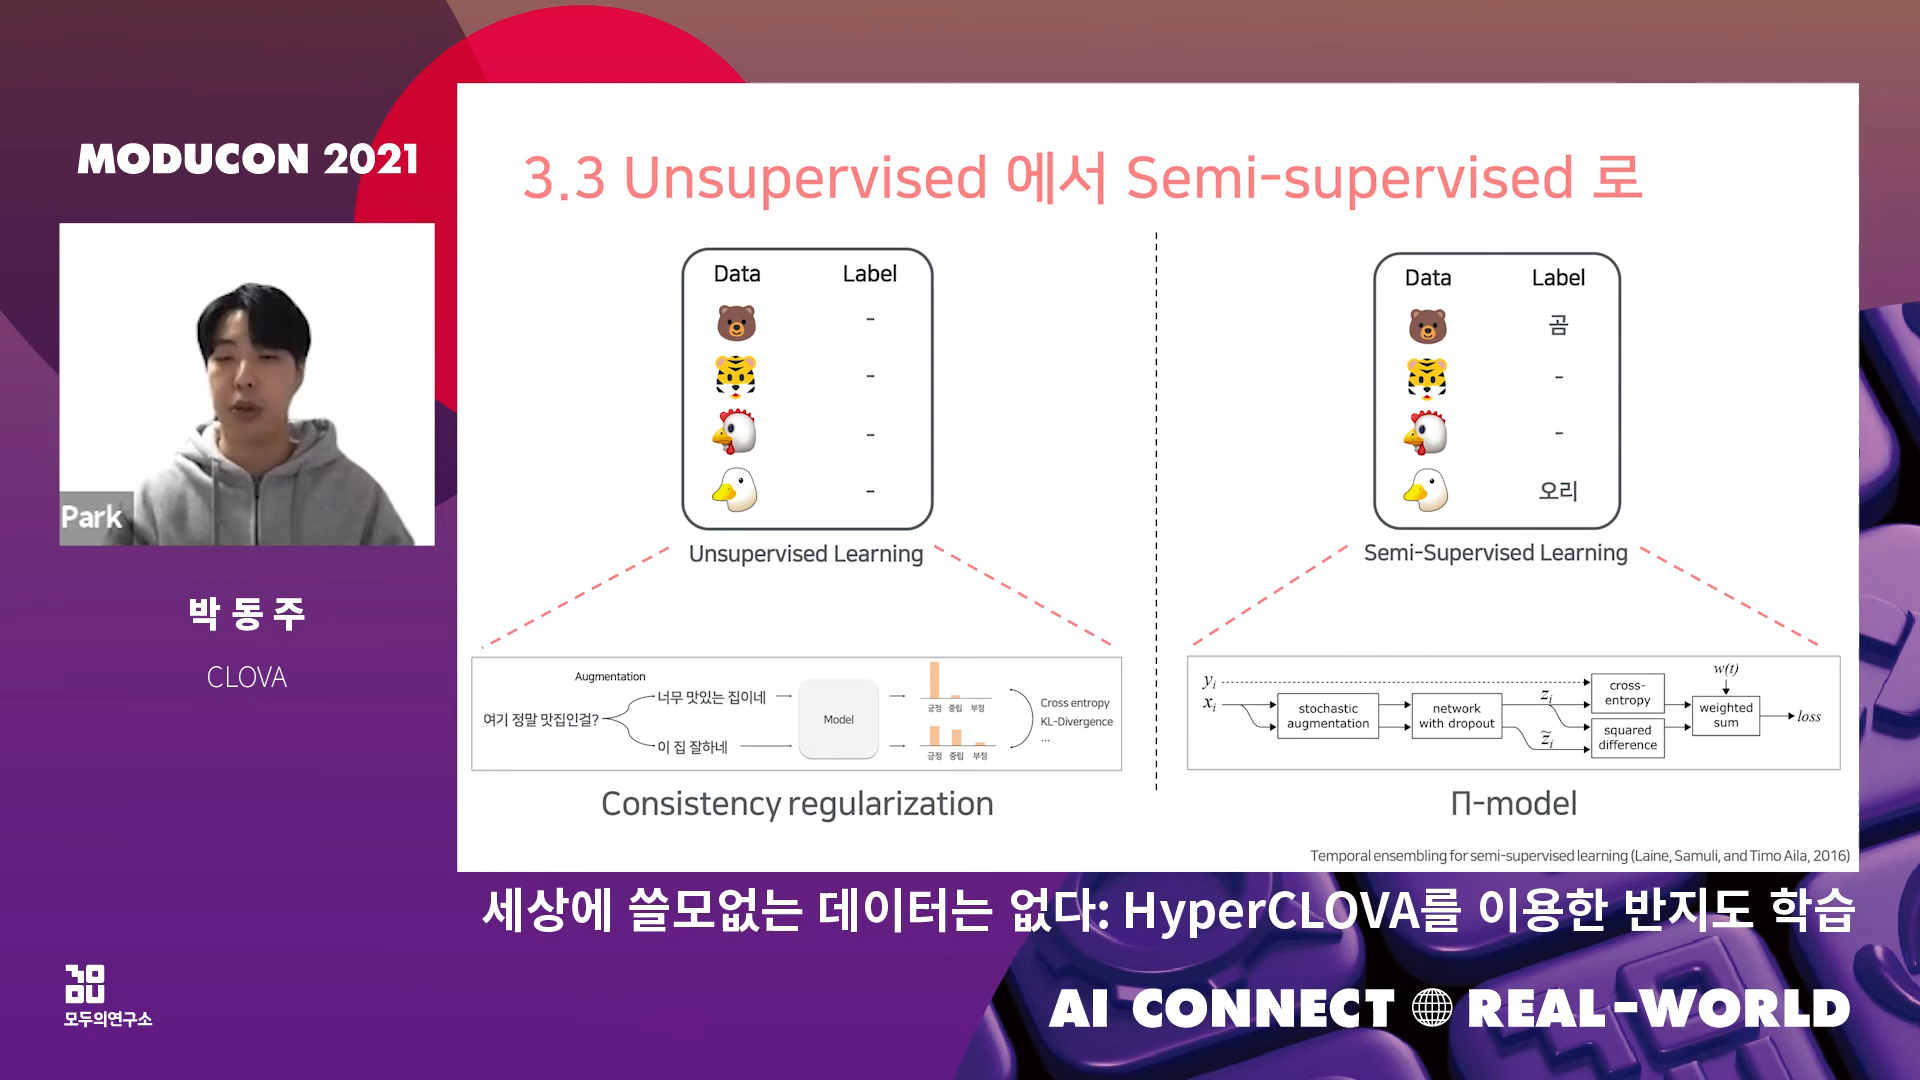 MODUCON 2021
Park
박동주
CLOVA
모두의연구소
3.3 Unsupervised 에서 Semi-supervised 로
Data Label
-
-
-
-
Unsupervised Learning
Augmentation
여기 정말 맛집인걸?
너무 맛있는 집이네
이 집 잘하네
Model
긍정 중립 부정
긍정 중립 부정
Cross entropy
KL-Divergence
...
Consistency regularization
Data Label
곰
-
-
오리
Semi-Supervised Learning
y_i
x_i
stochastic
augmentation
network
with dropout
z_i
z̃_i
cross-
entropy
squared
difference
w(t)
weighted
sum
loss
Π-model
Temporal ensembling for semi-supervised learning (Laine, Samuli, and Timo Aila, 2016)
세상에 쓸모없는 데이터는 없다: HyperCLOVA를 이용한 반지도 학습
AI CONNECT REAL-WORLD